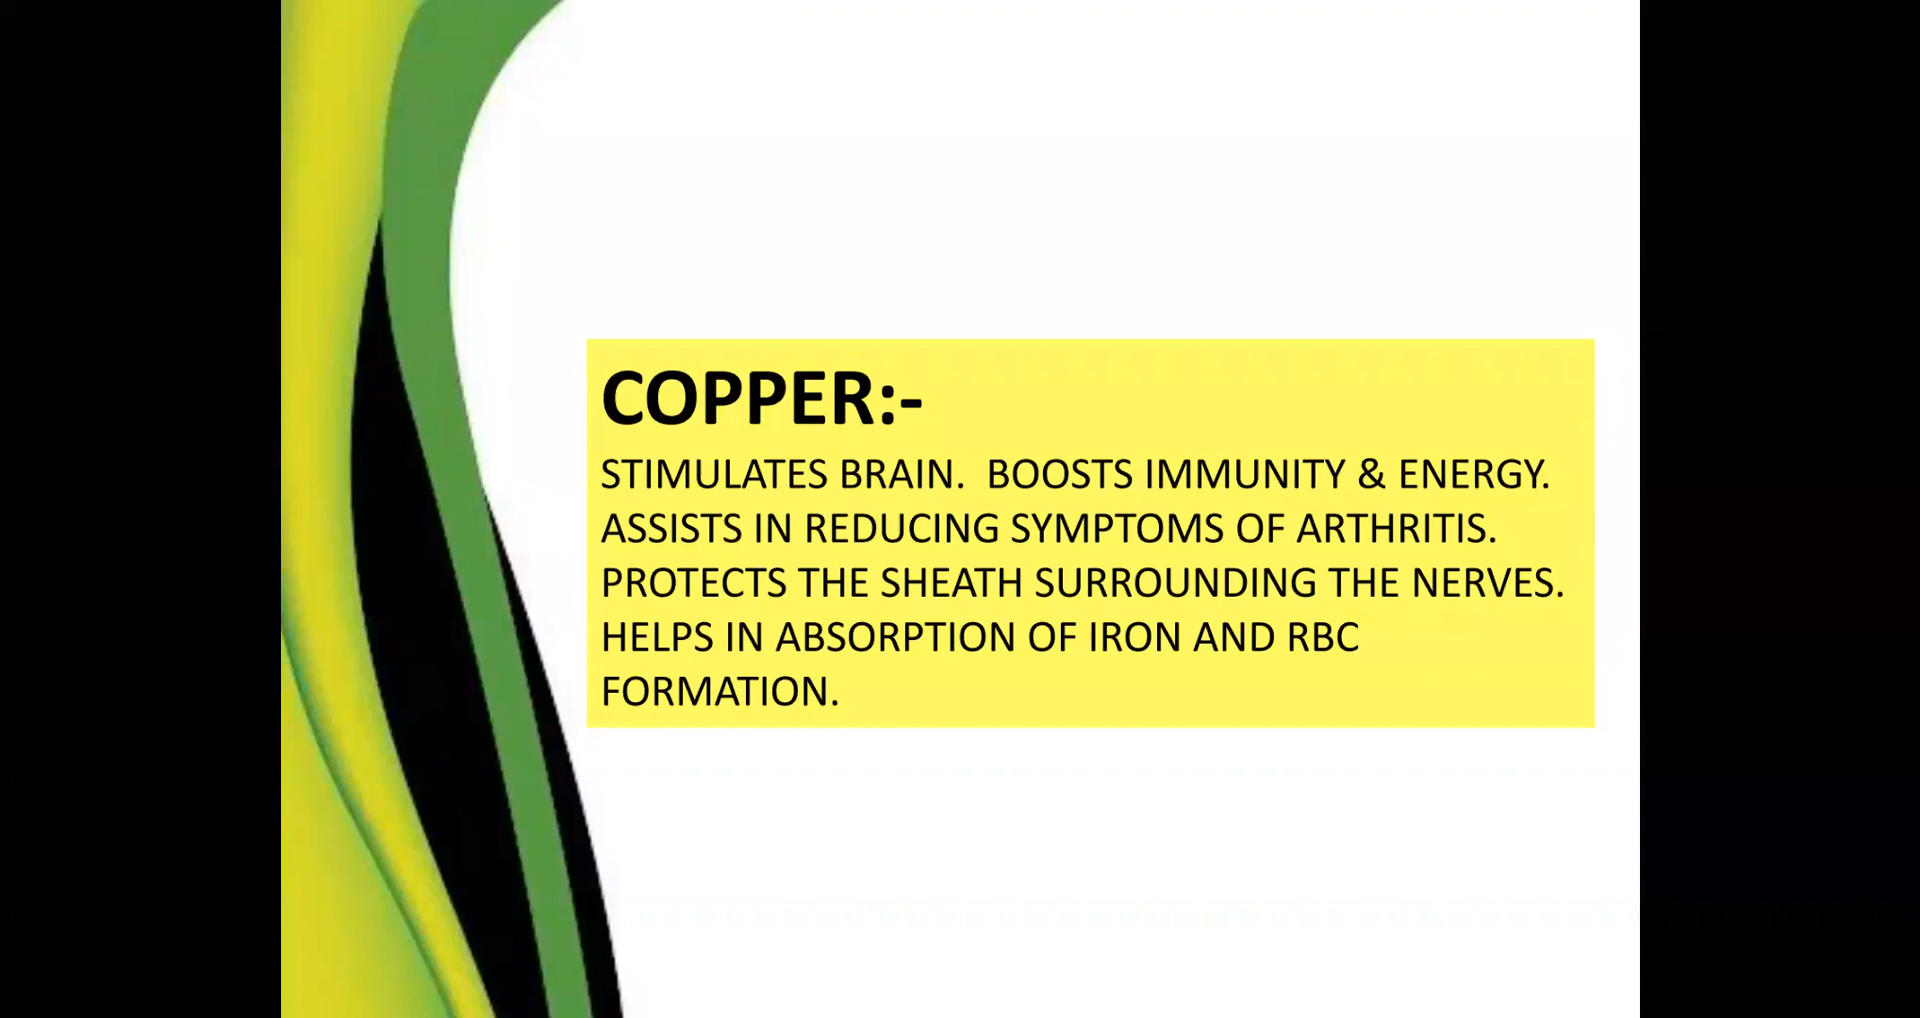 COPPER:-
STIMULATES BRAIN.  BOOSTS IMMUNITY & ENERGY.
ASSISTS IN REDUCING SYMPTOMS OF ARTHRITIS.
PROTECTS THE SHEATH SURROUNDING THE NERVES.
HELPS IN ABSORPTION OF IRON AND RBC
FORMATION.